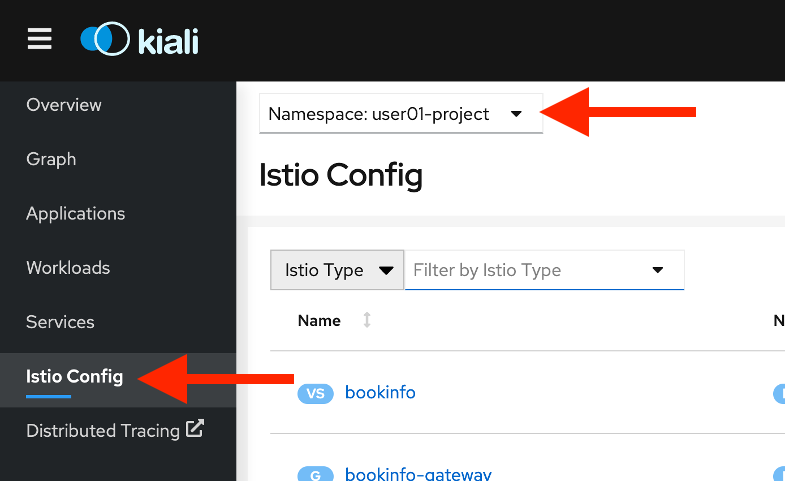 kiali
Overview
Graph
Applications
Workloads
Services
Istio Config
Distributed Tracing
Namespace: user01-project
Istio Config
Istio Type
Filter by Istio Type
Name
N
VS bookinfo
G bookinfo-gateway